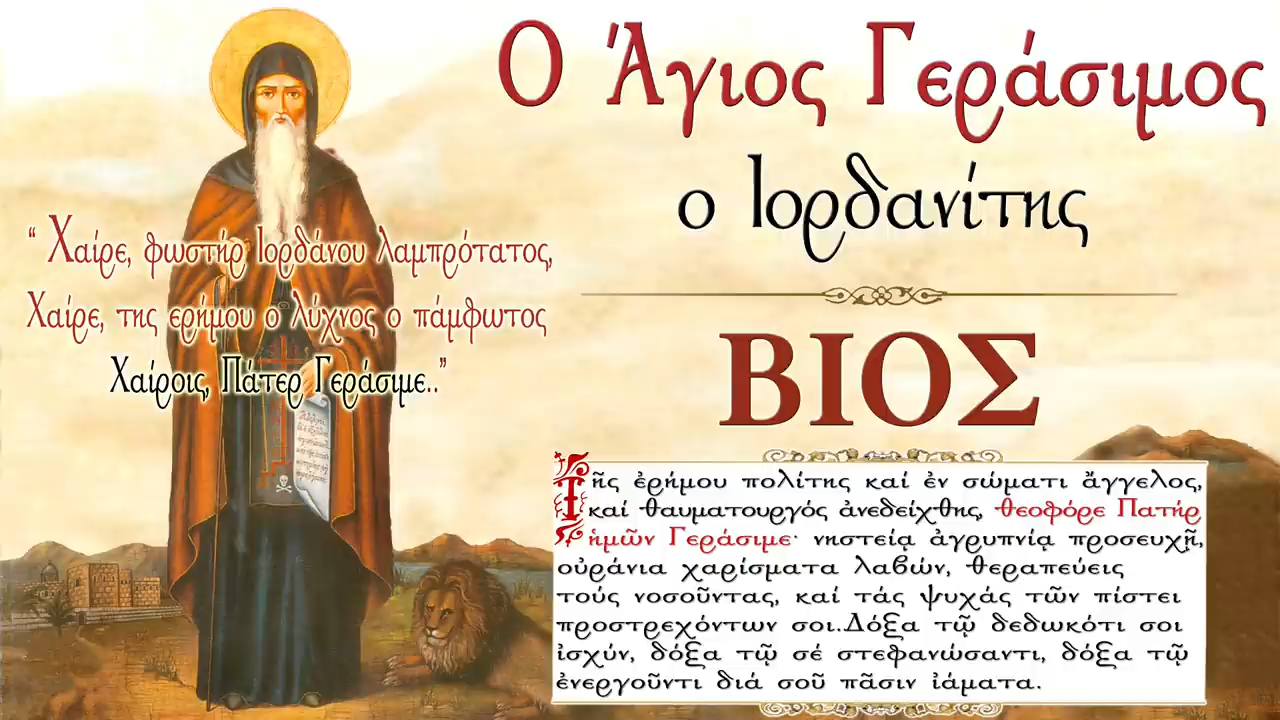 Ο Άγιος Γεράσιμος
ο Ιορδανίτης
“ Χαίρε, φωστήρ Ιορδάνου λαμπρότατος,
Χαίρε, της ερήμου ο λύχνος ο πάμφωτος
Χαίροις, Πάτερ Γεράσιμε..”
ΒΙΟΣ
Τῆς ἐρήμου πολίτης καί ἐν σώματι ἄγγελος,
καί θαυματουργός ἀνεδείχθης, θεοφόρε Πατήρ
ἡμῶν Γεράσιμε· νηστείᾳ ἀγρυπνίᾳ προσευχῇ,
οὐράνια χαρίσματα λαβών, θεραπεύεις
τούς νοσοῦντας, καί τάς ψυχάς τῶν πίστει
προστρεχόντων σοι.Δόξα τῷ δεδωκότι σοι
ἰσχύν, δόξα τῷ σέ στεφανώσαντι, δόξα τῷ
ἐνεργοῦντι διά σοῦ πᾶσιν ἰάματα.